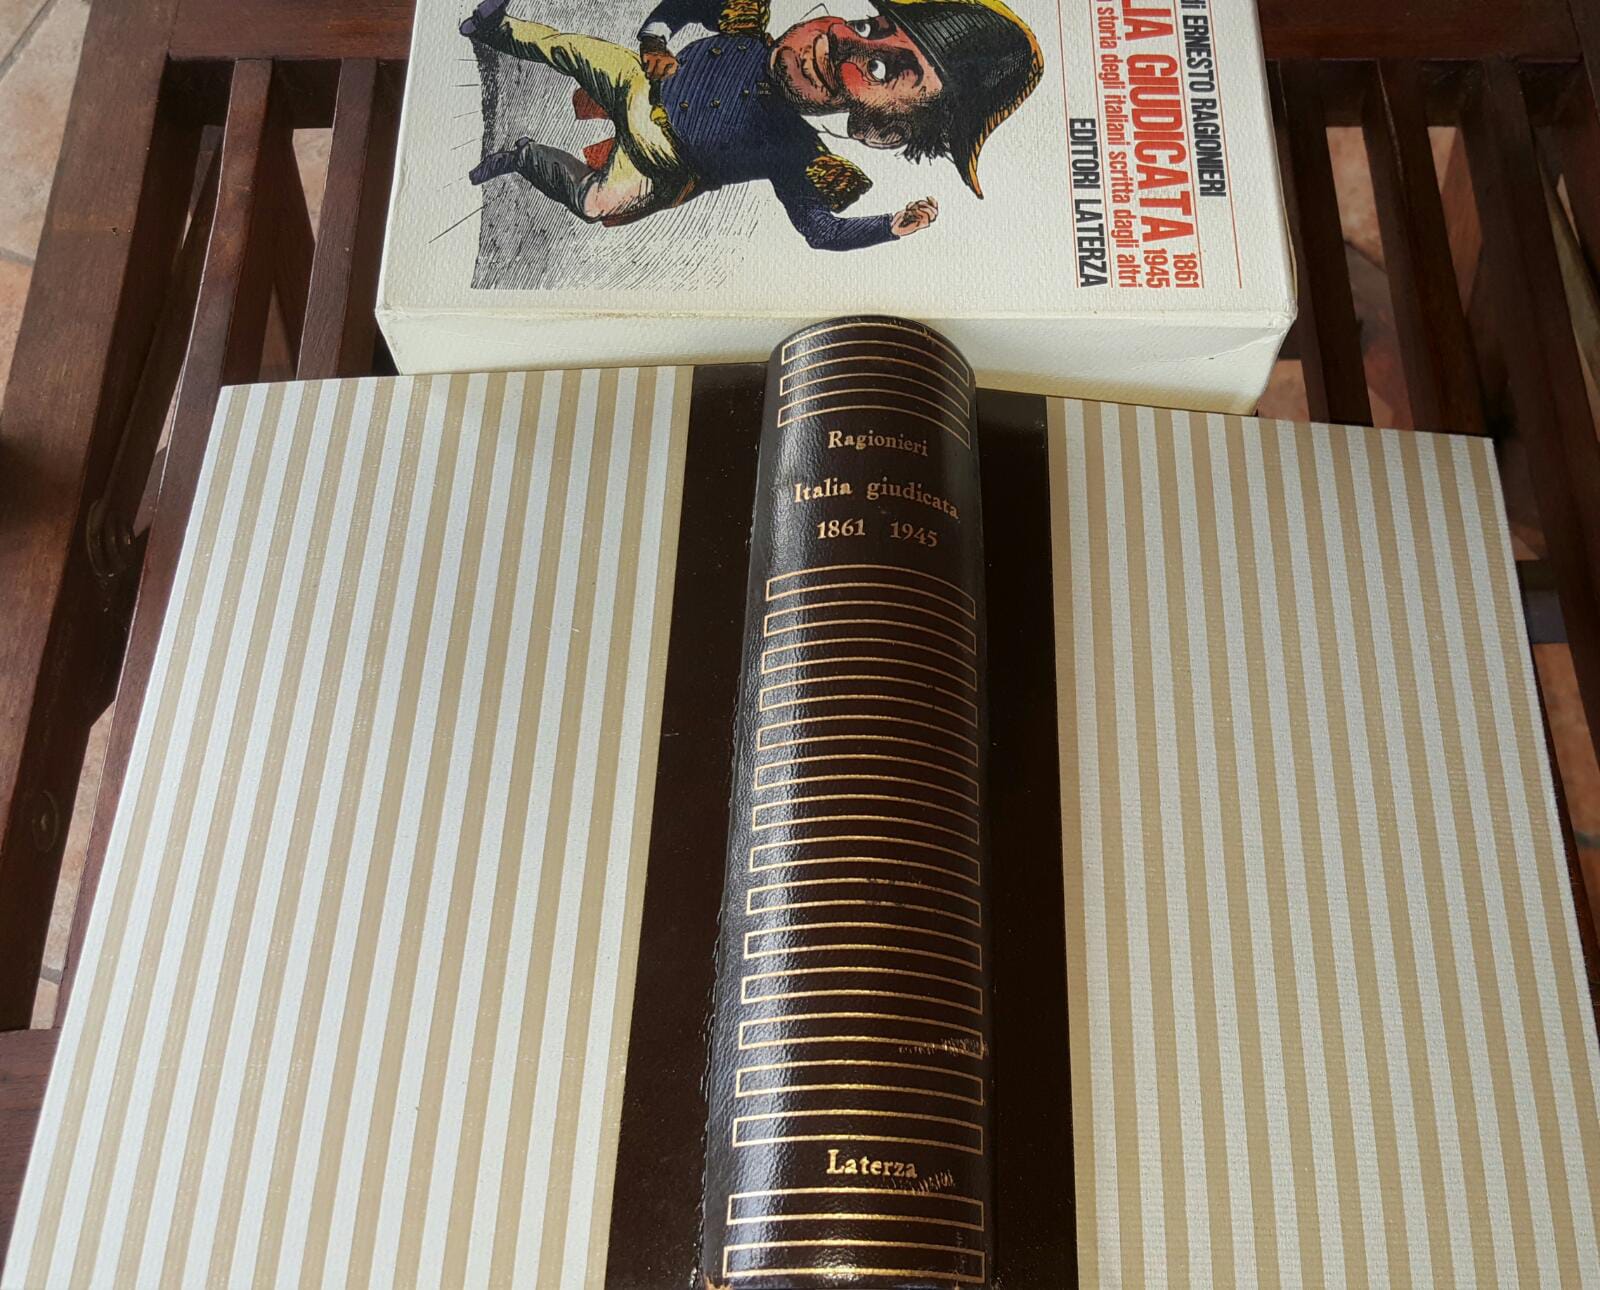 di ERNESTO RAGIONIERI
LIA GIUDICATA 1861 1945
storia degli italiani scritta dagli altri
EDITORI LATERZA
Ragionieri
Italia giudicata
1861 1945
Laterza